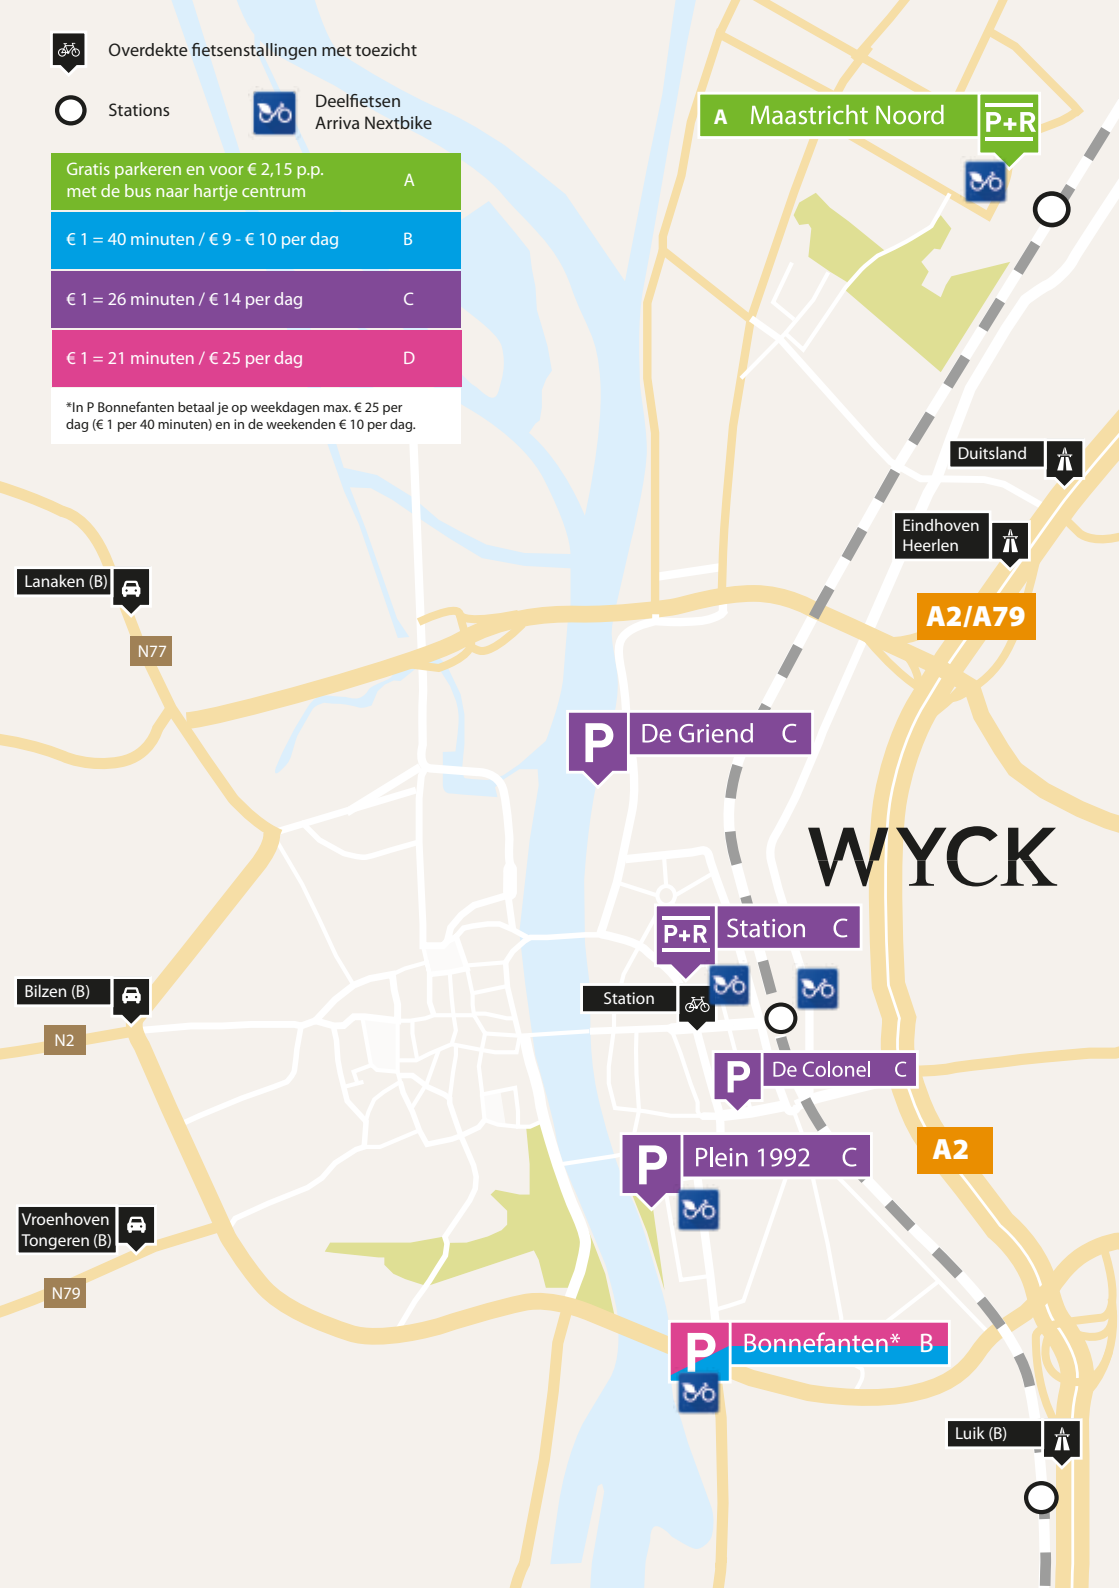 Overdekte fietsenstallingen met toezicht
Stations
Deelfietsen
Arriva Nextbike
Gratis parkeren en voor € 2,15 p.p.
met de bus naar hartje centrum
A
€ 1 = 40 minuten / € 9 - € 10 per dag B
€ 1 = 26 minuten / € 14 per dag C
€ 1 = 21 minuten / € 25 per dag D
*In P Bonnefanten betaal je op weekdagen max. € 25 per
dag (€ 1 per 40 minuten) en in de weekenden € 10 per dag.
A Maastricht Noord P+R
Duitsland
Eindhoven
Heerlen
A2/A79
Lanaken (B)
N77
P De Griend C
WYCK
P+R Station C
Station
Bilzen (B)
N2
P De Colonel C
A2
P Plein 1992 C
Vroenhoven
Tongeren (B)
N79
P Bonnefanten* B
Luik (B)